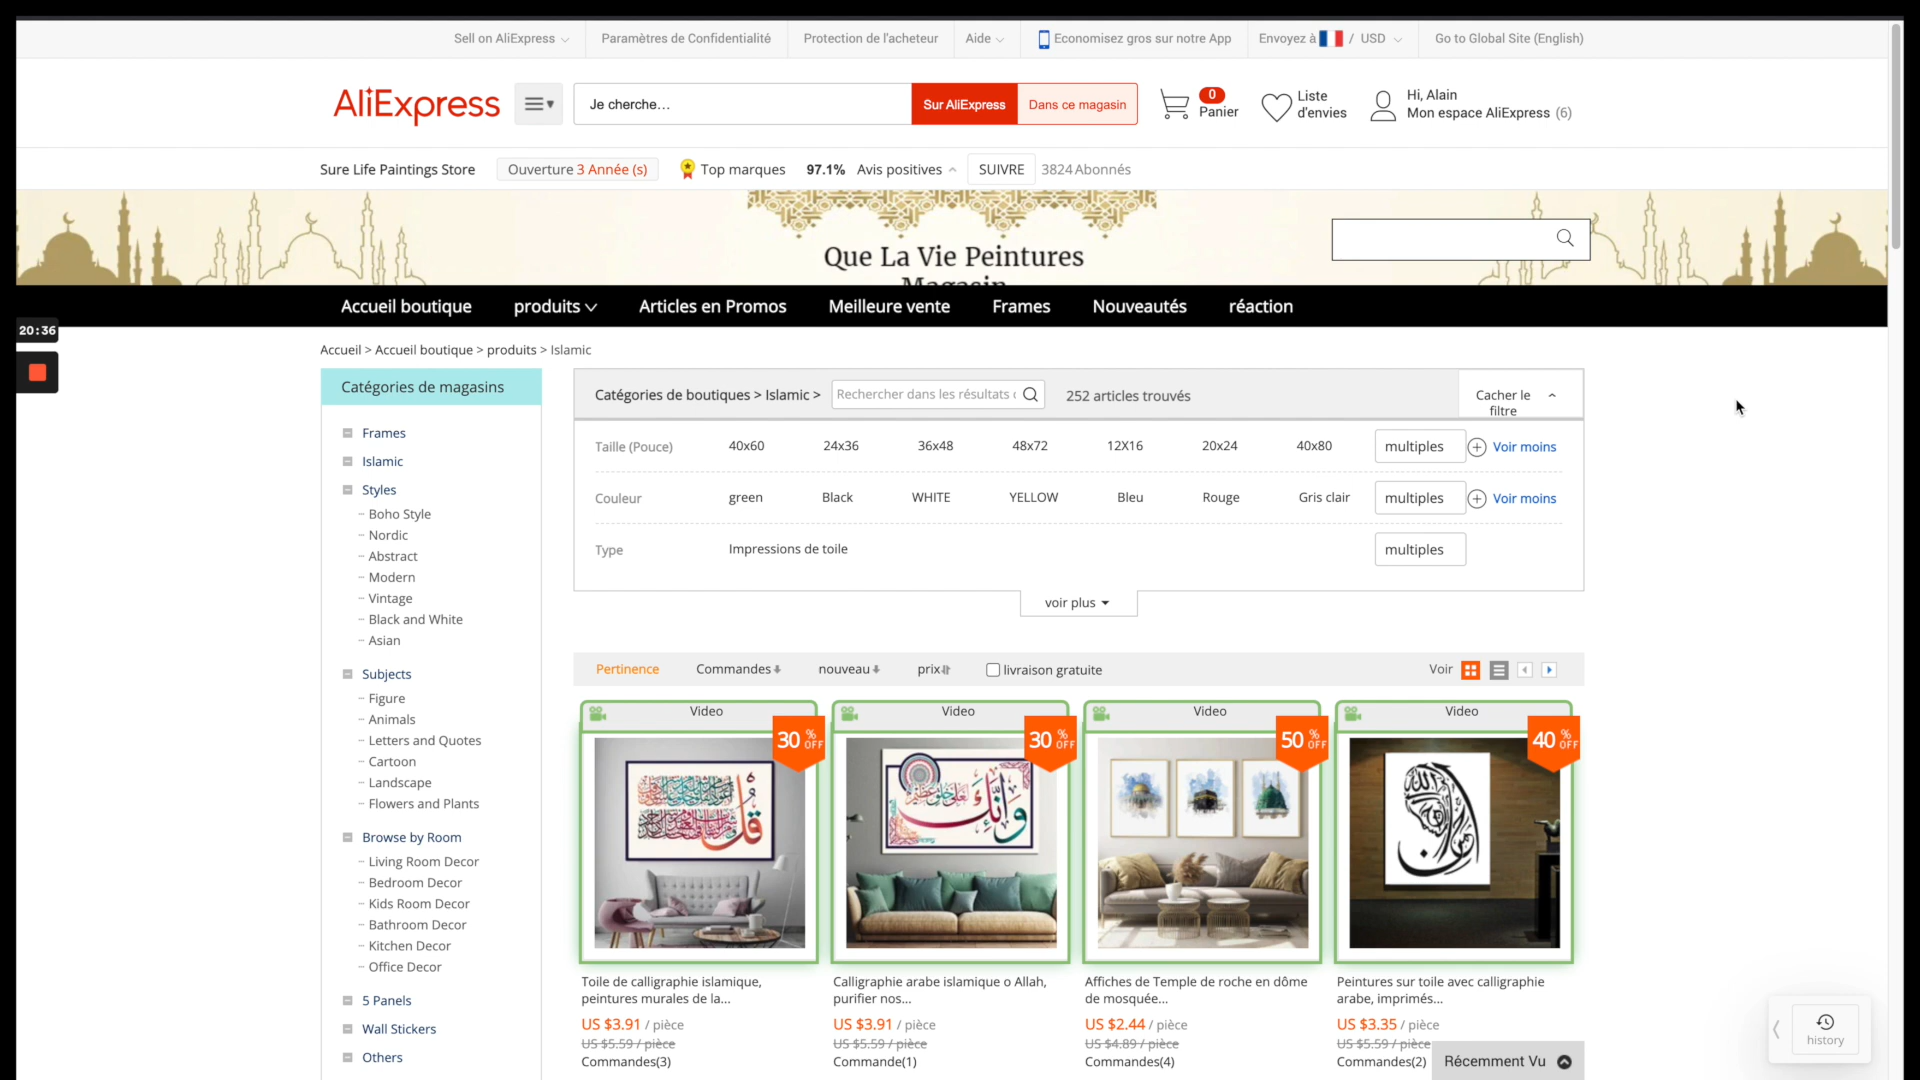 Sell on AliExpress
Paramètres de Confidentialité
Protection de l'acheteur
Aide
Economisez gros sur notre App
Envoyez à / USD
Go to Global Site (English)
AliExpress
Je cherche...
Sur AliExpress
Dans ce magasin
0
Panier
Liste
d'envies
Hi, Alain
Mon espace AliExpress (6)
Sure Life Paintings Store
Ouverture 3 Année (s)
Top marques
97.1% Avis positives
SUIVRE
3824 Abonnés
Que La Vie Peintures
Magasin
Accueil boutique
produits
Articles en Promos
Meilleure vente
Frames
Nouveautés
réaction
20:36
Accueil > Accueil boutique > produits > Islamic
Catégories de magasins
Frames
Islamic
Styles
Boho Style
Nordic
Abstract
Modern
Vintage
Black and White
Asian
Subjects
Figure
Animals
Letters and Quotes
Cartoon
Landscape
Flowers and Plants
Browse by Room
Living Room Decor
Bedroom Decor
Kids Room Decor
Bathroom Decor
Kitchen Decor
Office Decor
5 Panels
Wall Stickers
Others
Catégories de boutiques > Islamic >
Rechercher dans les résultats
252 articles trouvés
Cacher le
filtre
Taille (Pouce) 40x60 24x36 36x48 48x72 12X16 20x24 40x80 multiples Voir moins
Couleur green Black WHITE YELLOW Bleu Rouge Gris clair multiples Voir moins
Type Impressions de toile multiples
voir plus
Pertinence Commandes nouveau prix livraison gratuite Voir
Video
30 % OFF
Video
30 % OFF
Video
50 % OFF
Video
40 % OFF
Toile de calligraphie islamique,
peintures murales de la...
US $3.91 / pièce
US $5.59 / pièce
Commandes(3)
Calligraphie arabe islamique o Allah,
purifier nos...
US $3.91 / pièce
US $5.59 / pièce
Commande(1)
Affiches de Temple de roche en dôme
de mosquée...
US $2.44 / pièce
US $4.89 / pièce
Commandes(4)
Peintures sur toile avec calligraphie
arabe, imprimés...
US $3.35 / pièce
US $5.59 / pièce
Commandes(2)
Récemment Vu
history